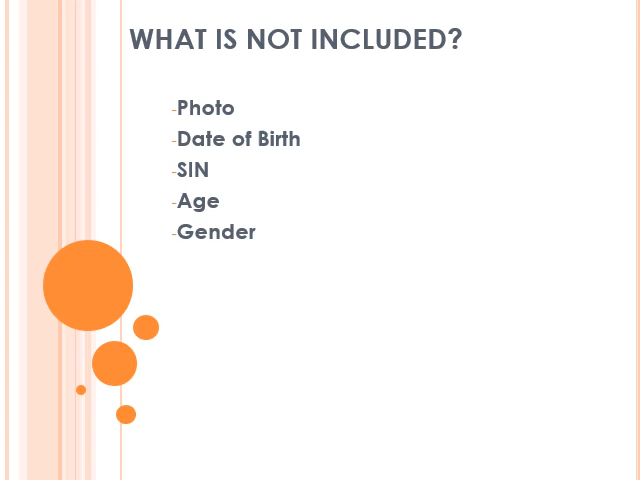 WHAT IS NOT INCLUDED?
-Photo
-Date of Birth
-SIN
-Age
-Gender